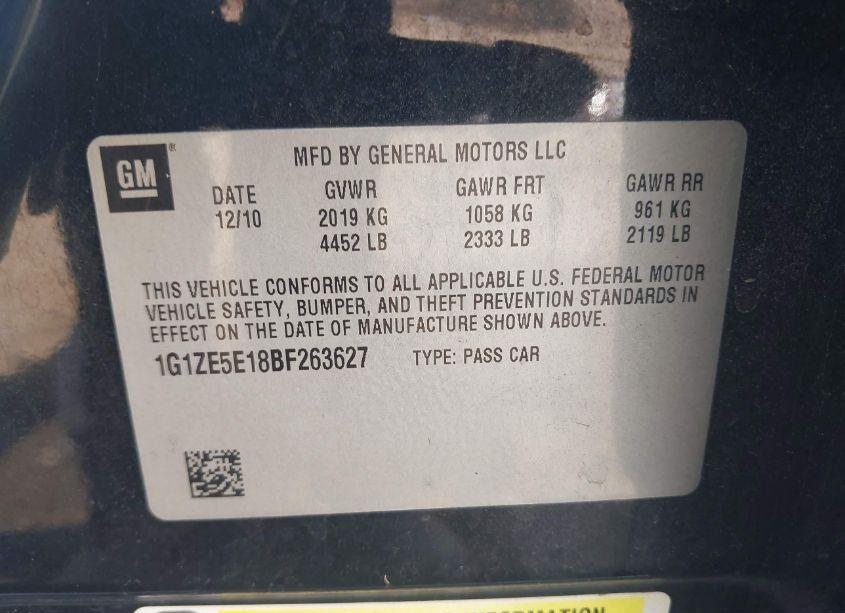 GM®
MFD BY GENERAL MOTORS LLC
DATE GVWR GAWR FRT GAWR RR
12/10 2019 KG 1058 KG 961 KG
4452 LB 2333 LB 2119 LB
THIS VEHICLE CONFORMS TO ALL APPLICABLE U.S. FEDERAL MOTOR
VEHICLE SAFETY, BUMPER, AND THEFT PREVENTION STANDARDS IN
EFFECT ON THE DATE OF MANUFACTURE SHOWN ABOVE.
1G1ZE5E18BF263627 TYPE: PASS CAR
INFORMATION